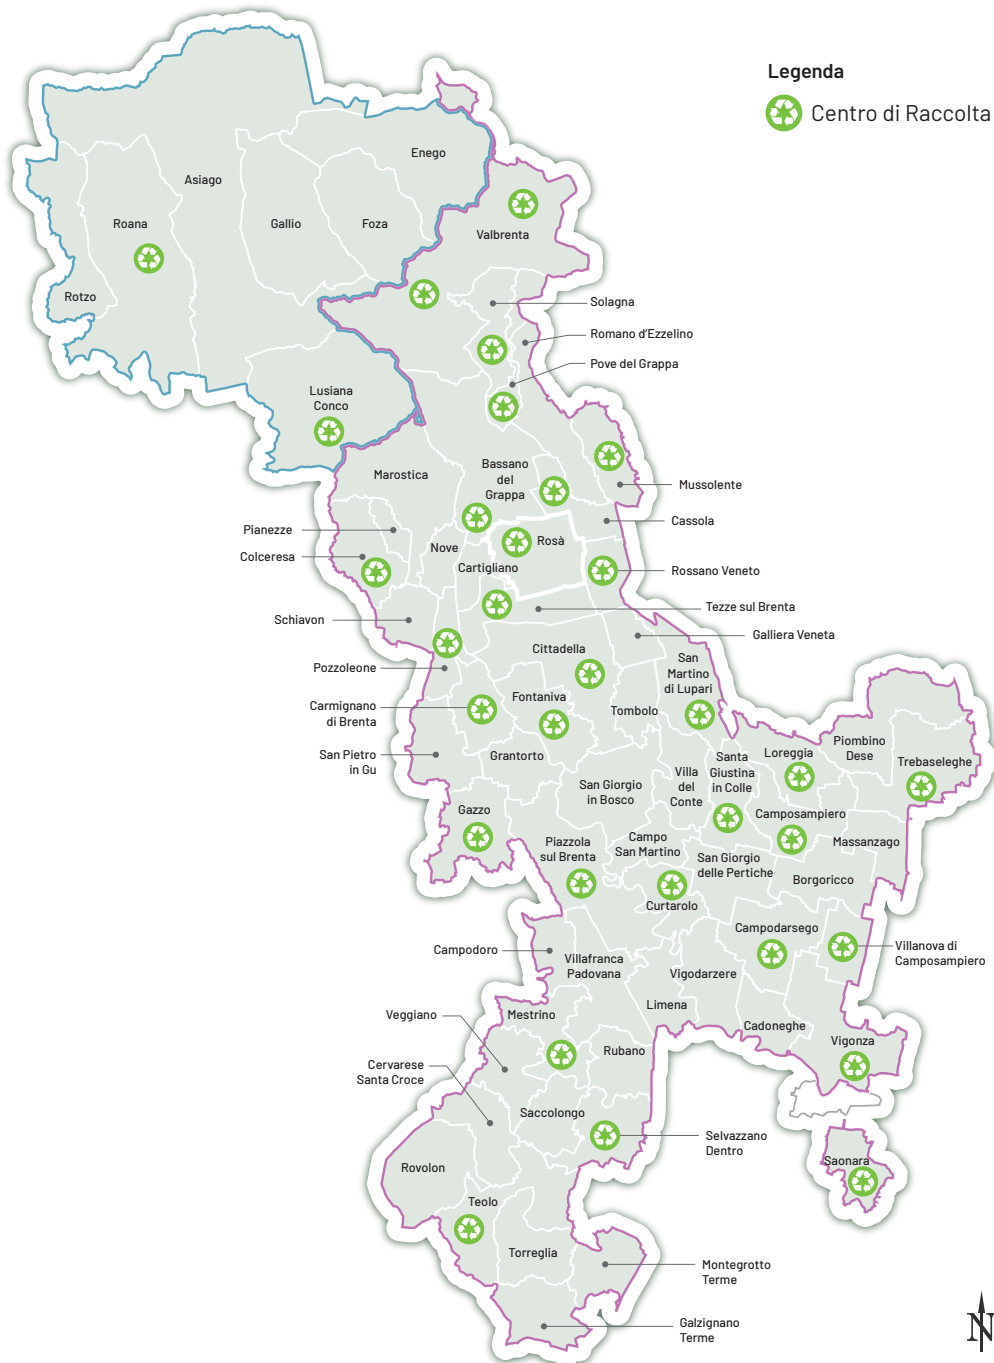 Legenda
Centro di Raccolta
Enego
Asiago
Roana
Gallio
Foza
Valbrenta
Rotzo
Solagna
Romano d'Ezzelino
Pove del Grappa
Lusiana
Conco
Marostica
Bassano
del
Grappa
Mussolente
Pianezze
Cassola
Nove
Rosà
Colceresa
Cartigliano
Rossano Veneto
Tezze sul Brenta
Schiavon
Galliera Veneta
Cittadella
San
Martino
di Lupari
Pozzoleone
Fontaniva
Carmignano
di Brenta
Tombolo
San Pietro
in Gu
Grantorto
Santa
Giustina
in Colle
Loreggia
Piombino
Dese
Trebaseleghe
Villa
del
Conte
San Giorgio
in Bosco
Gazzo
Camposampiero
Piazzola
sul Brenta
Campo
San Martino
Massanzago
San Giorgio
delle Pertiche
Borgoricco
Curtarolo
Campodarsego
Campodoro
Villafranca
Padovana
Villanova di
Camposampiero
Vigodarzere
Veggiano
Mestrino
Limena
Cadoneghe
Vigonza
Rubano
Cervarese
Santa Croce
Saccolongo
Selvazzano
Dentro
Rovolon
Saonara
Teolo
Torreglia
Montegrotto
Terme
Galzignano
Terme
N